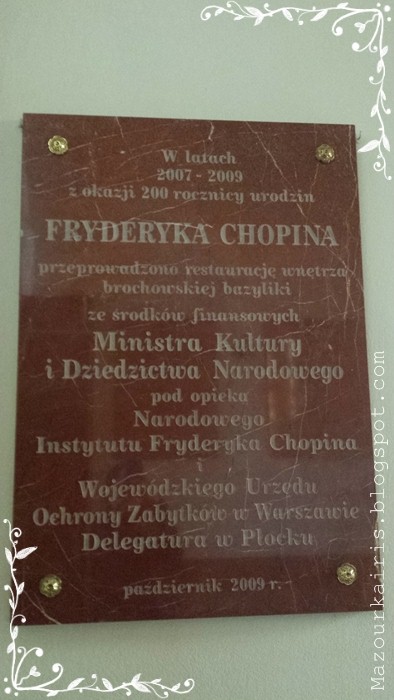 W latach
2007 - 2009
z okazji 200 rocznicy urodzin
FRYDERYKA CHOPINA
przeprowadzono restaurację wnętrza
brochowskiej bazyliki
ze środków finansowych
Ministra Kultury
i Dziedzictwa Narodowego
pod opieka
Narodowego
Instytutu Fryderyka Chopina
i
Wojewódzkiego Urzędu
Ochrony Zabytków w Warszawie
Delegatura w Płocku
październik 2009 r.
Mazourkairis.blogspot.com